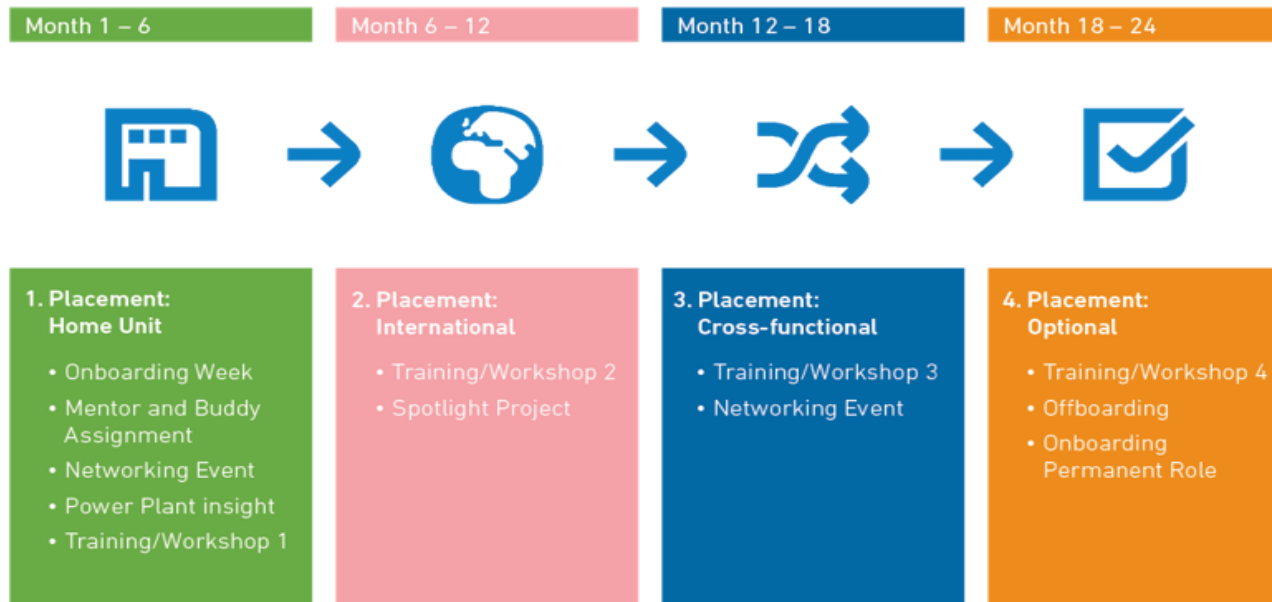 Month 1 – 6
Month 6 – 12
Month 12 – 18
Month 18 – 24
1. Placement:
Home Unit
• Onboarding Week
• Mentor and Buddy
Assignment
• Networking Event
• Power Plant insight
• Training/Workshop 1
2. Placement:
International
• Training/Workshop 2
• Spotlight Project
3. Placement:
Cross-functional
• Training/Workshop 3
• Networking Event
4. Placement:
Optional
• Training/Workshop 4
• Offboarding
• Onboarding
Permanent Role